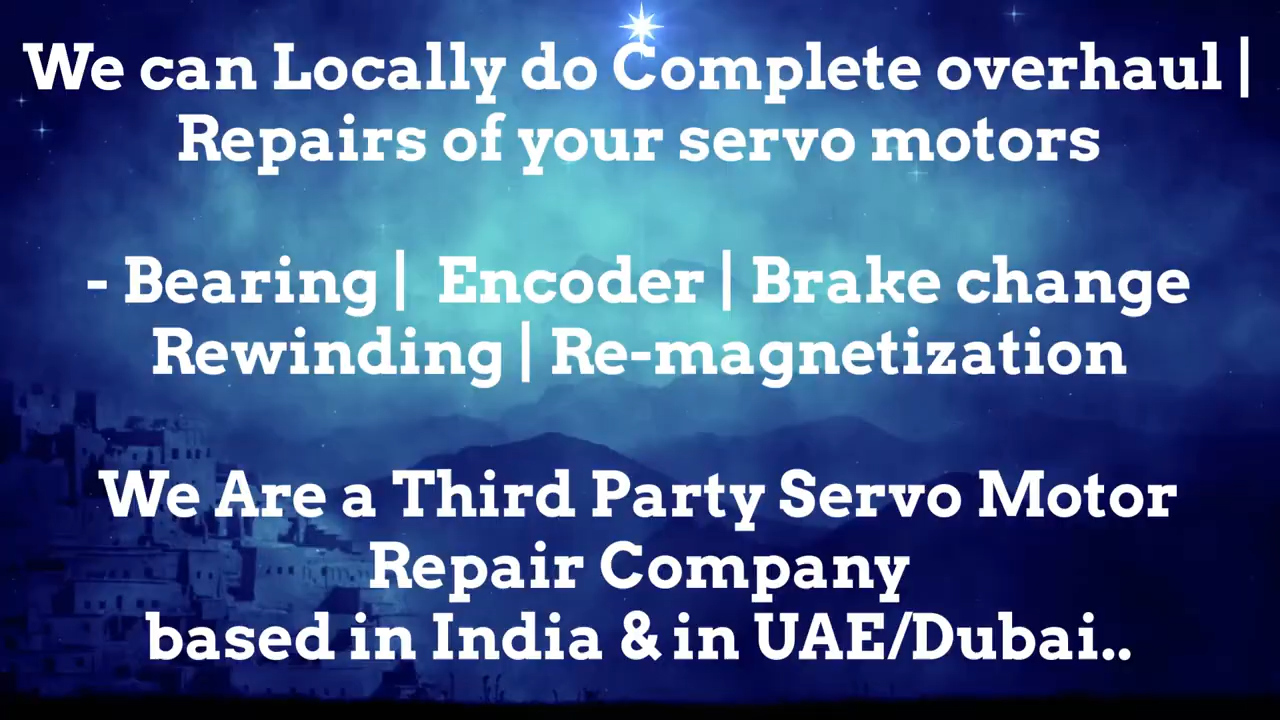 We can Locally do Complete overhaul |
Repairs of your servo motors
- Bearing | Encoder | Brake change
Rewinding | Re-magnetization
We Are a Third Party Servo Motor
Repair Company
based in India & in UAE/Dubai..